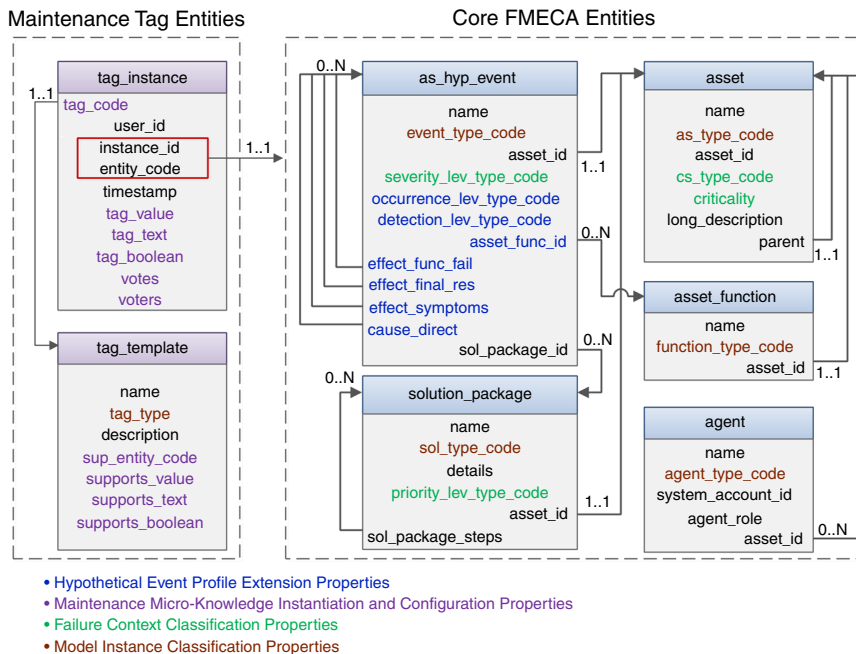 Maintenance Tag Entities
Core FMECA Entities
tag_instance
1..1
tag_code
user_id
instance_id
entity_code
timestamp
tag_value
tag_text
tag_boolean
votes
voters
1..1
tag_template
name
tag_type
description
sup_entity_code
supports_value
supports_text
supports_boolean
0..N
as_hyp_event
name
event_type_code
asset_id
1..1
severity_lev_type_code
occurrence_lev_type_code
detection_lev_type_code
asset_func_id
0..N
effect_func_fail
effect_final_res
effect_symptoms
cause_direct
sol_package_id
0..N
0..N
solution_package
name
sol_type_code
details
priority_lev_type_code
asset_id
1..1
sol_package_steps
asset
name
as_type_code
asset_id
cs_type_code
criticality
long_description
parent
1..1
asset_function
name
function_type_code
asset_id
1..1
agent
name
agent_type_code
system_account_id
agent_role
asset_id
0..N
• Hypothetical Event Profile Extension Properties
• Maintenance Micro-Knowledge Instantiation and Configuration Properties
• Failure Context Classification Properties
• Model Instance Classification Properties